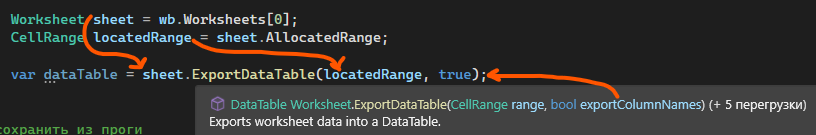 Worksheet sheet = wb.Worksheets[0];
CellRange locatedRange = sheet.AllocatedRange;
var dataTable = sheet.ExportDataTable(locatedRange, true);
DataTable Worksheet.ExportDataTable(CellRange range, bool exportColumnNames) (+ 5 перегрузки)
Exports worksheet data into a DataTable.
сохранить из проги